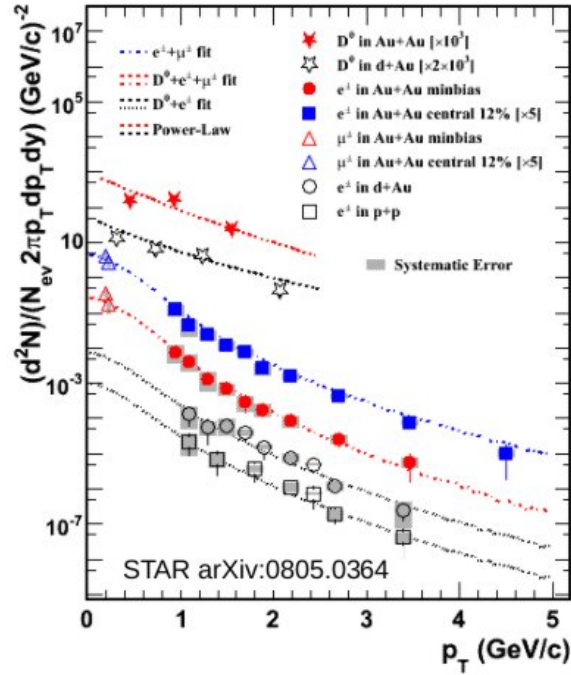 (d²N)/(N_ev 2πp_T dp_T dy) (GeV/c)⁻²
10⁷
10⁵
10
10⁻³
10⁻⁷
e± + μ± fit
D⁰ + e± + μ± fit
D⁰ + e± fit
Power-Law
D⁰ in Au+Au [×10³]
D⁰ in d+Au [×2×10³]
e± in Au+Au minbias
e± in Au+Au central 12% [×5]
μ± in Au+Au minbias
μ± in Au+Au central 12% [×5]
e± in d+Au
e± in p+p
Systematic Error
STAR arXiv:0805.0364
0 1 2 3 4 5
p_T (GeV/c)